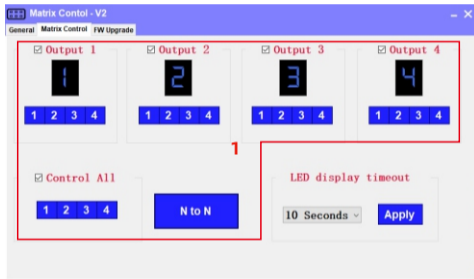 Matrix Contol - V2
General Matrix Control FW Upgrade
Output 1 Output 2 Output 3 Output 4
1 2 3 4
1 2 3 4 1 2 3 4 1 2 3 4 1 2 3 4
1
Control All LED display timeout
1 2 3 4 N to N 10 Seconds Apply